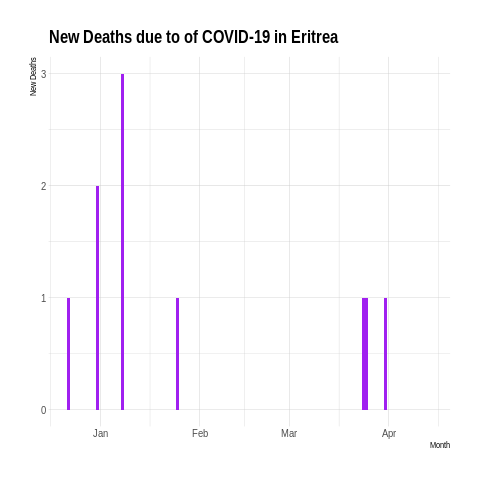 New Deaths due to of COVID-19 in Eritrea
New Deaths
3
2
1
0
Jan Feb Mar Apr
Month